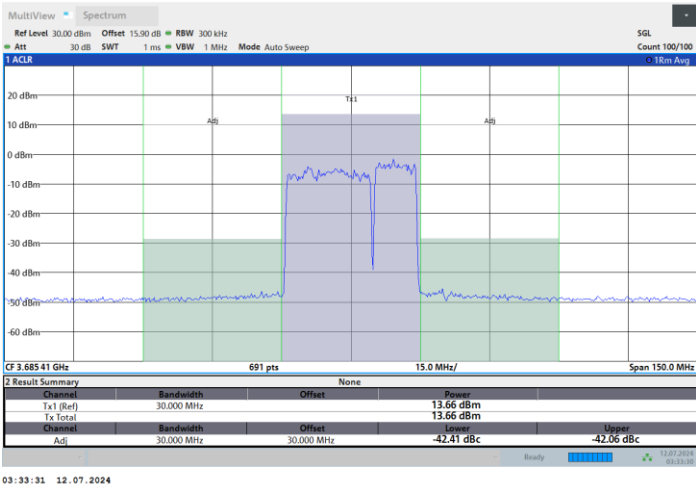 MultiView Spectrum
Ref Level 30.00 dBm Offset 15.90 dB RBW 300 kHz SGL
Att 30 dB SWT 1 ms VBW 1 MHz Mode Auto Sweep Count 100/100
1 ACLR 1Rm Avg
Tx1
20 dBm
Adj Adj
10 dBm
0 dBm
-10 dBm
-20 dBm
-30 dBm
-40 dBm
-50 dBm
-60 dBm
CF 3.685 41 GHz 691 pts 15.0 MHz/ Span 150.0 MHz
2 Result Summary None
Channel Bandwidth Offset Power
Tx1 (Ref) 30.000 MHz 13.66 dBm
Tx Total 13.66 dBm
Channel Bandwidth Offset Lower Upper
Adj 30.000 MHz 30.000 MHz -42.41 dBc -42.06 dBc
Ready 12.07.2024
03:33:30
03:33:31 12.07.2024